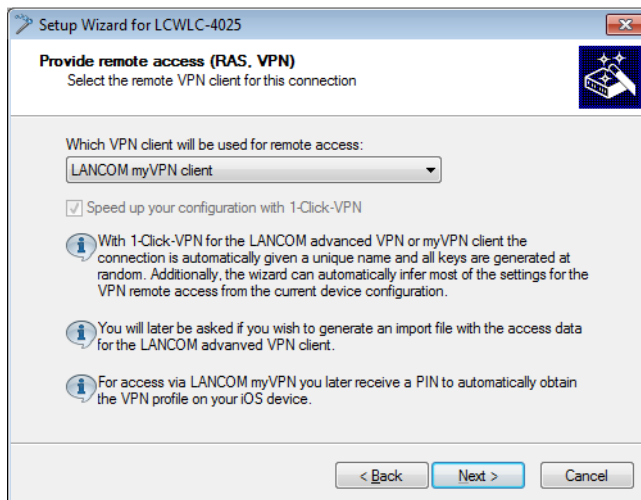 Setup Wizard for LCWLC-4025
Provide remote access (RAS, VPN)
Select the remote VPN client for this connection
Which VPN client will be used for remote access:
LANCOM myVPN client
Speed up your configuration with 1-Click-VPN
With 1-Click-VPN for the LANCOM advanced VPN or myVPN client the
connection is automatically given a unique name and all keys are generated at
random. Additionally, the wizard can automatically infer most of the settings for the
VPN remote access from the current device configuration.
You will later be asked if you wish to generate an import file with the access data
for the LANCOM advanved VPN client.
For access via LANCOM myVPN you later receive a PIN to automatically obtain
the VPN profile on your iOS device.
< Back Next > Cancel